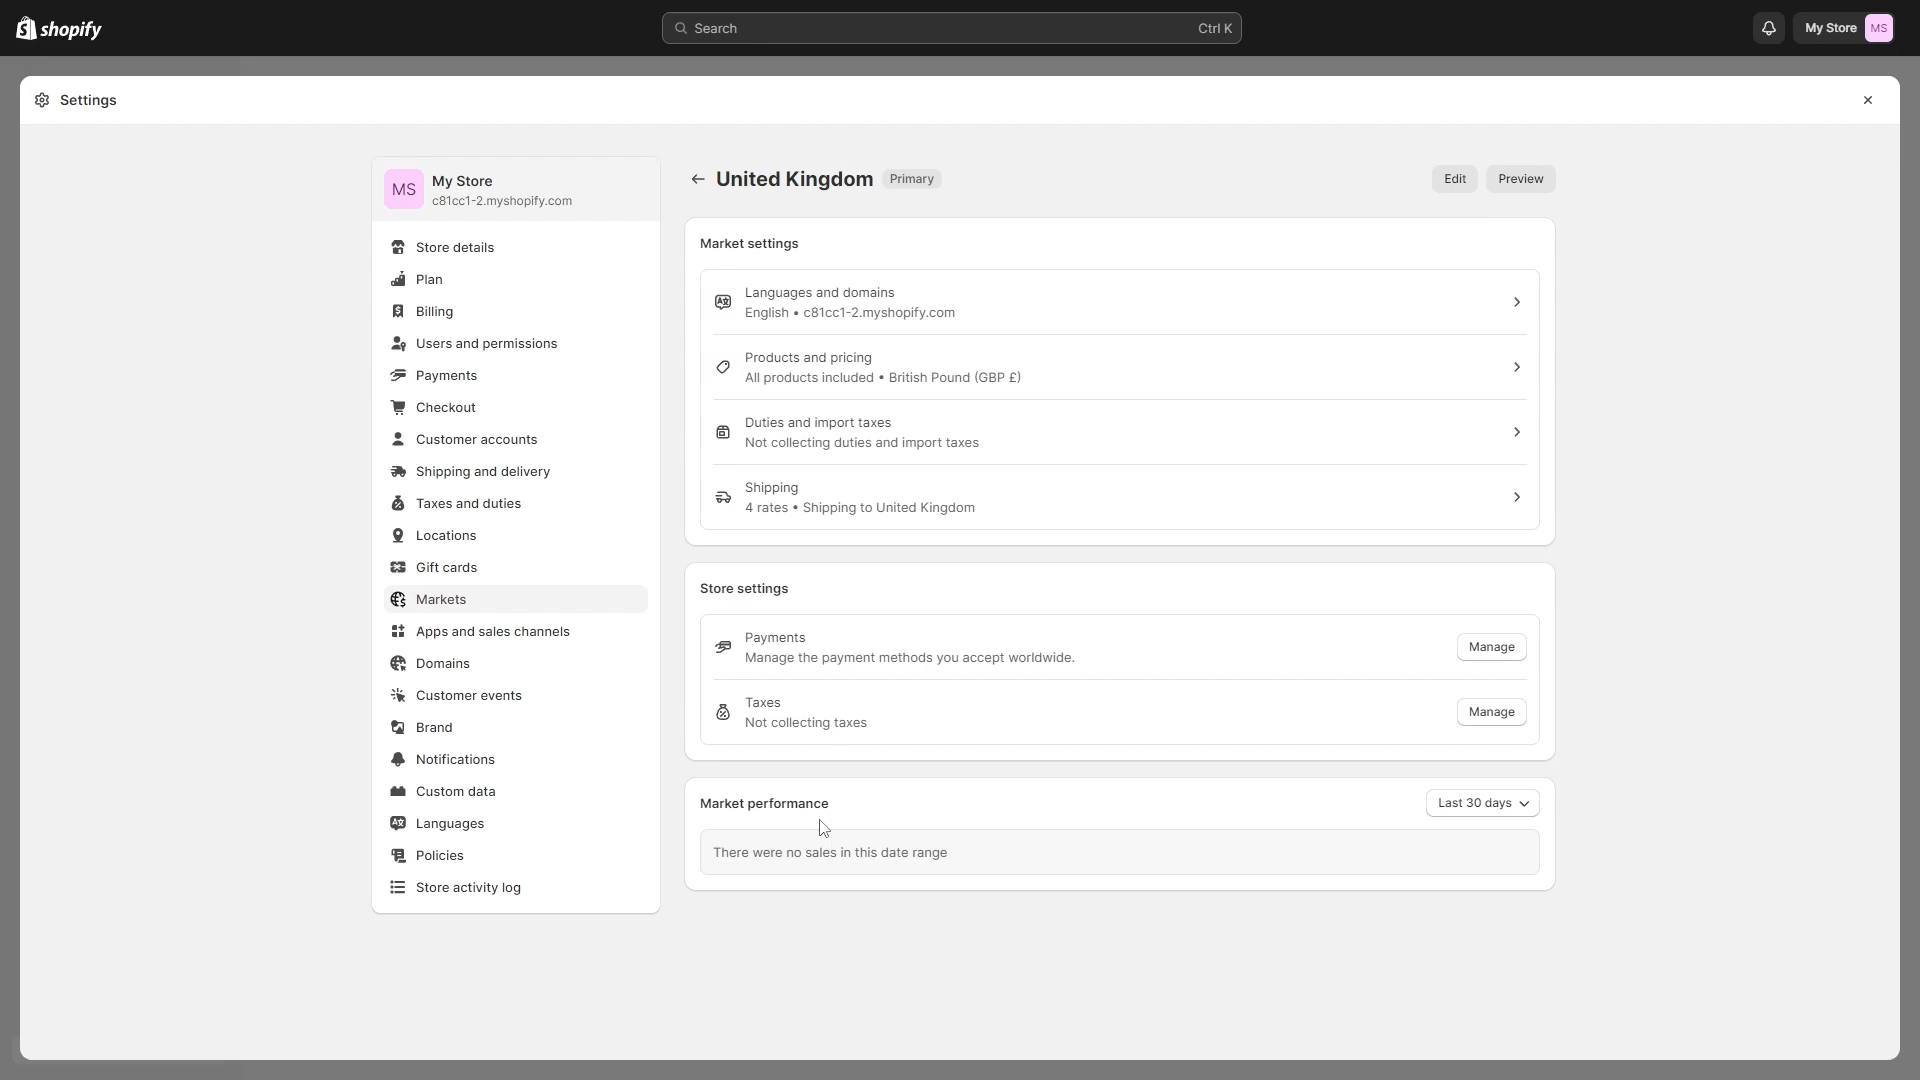 shopify
Search
Ctrl K
My Store
MS
Settings
MS
My Store
c81cc1-2.myshopify.com
Store details
Plan
Billing
Users and permissions
Payments
Checkout
Customer accounts
Shipping and delivery
Taxes and duties
Locations
Gift cards
Markets
Apps and sales channels
Domains
Customer events
Brand
Notifications
Custom data
Languages
Policies
Store activity log
United Kingdom
Primary
Edit
Preview
Market settings
Languages and domains
English • c81cc1-2.myshopify.com
Products and pricing
All products included • British Pound (GBP £)
Duties and import taxes
Not collecting duties and import taxes
Shipping
4 rates • Shipping to United Kingdom
Store settings
Payments
Manage the payment methods you accept worldwide.
Manage
Taxes
Not collecting taxes
Manage
Market performance
Last 30 days
There were no sales in this date range